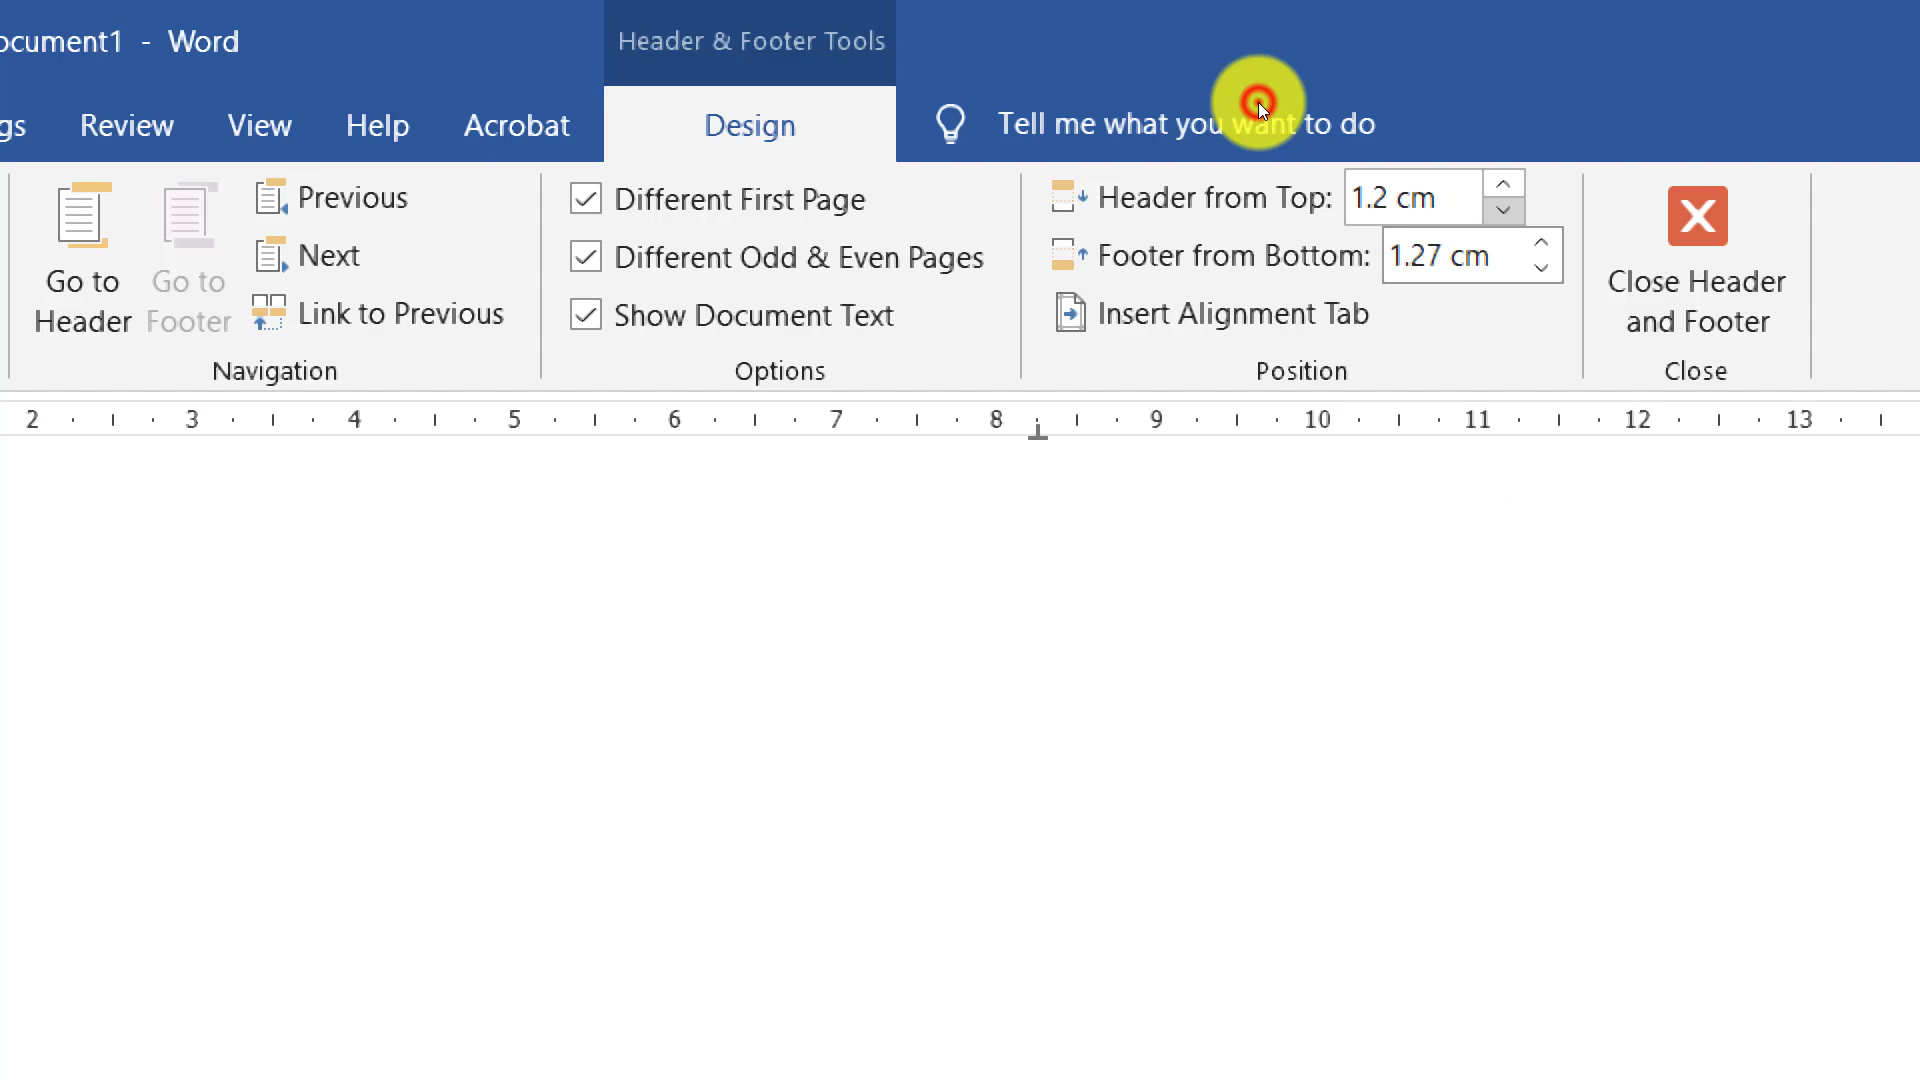 ocument1 - Word
Header & Footer Tools
gs Review View Help Acrobat Design Tell me what you want to do
Go to Header
Go to Footer
Previous
Next
Link to Previous
Navigation
Different First Page
Different Odd & Even Pages
Show Document Text
Options
Header from Top: 1.2 cm
Footer from Bottom: 1.27 cm
Insert Alignment Tab
Position
Close Header
and Footer
Close
2 3 4 5 6 7 8 9 10 11 12 13